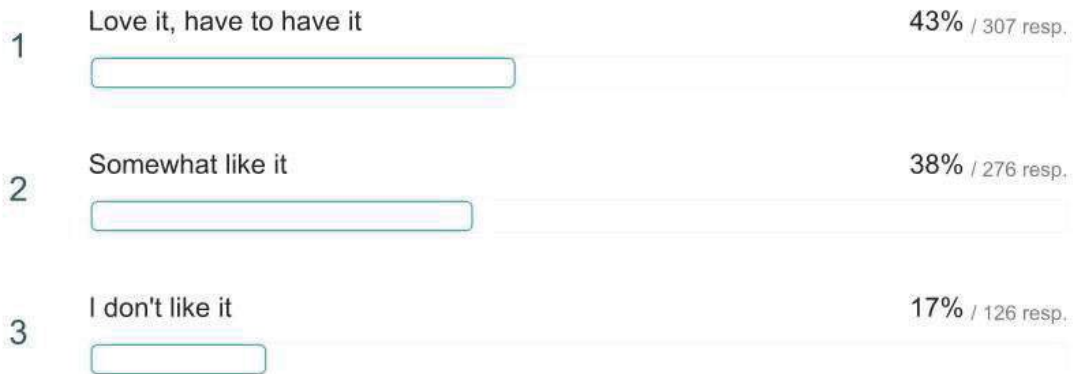 1
Love it, have to have it
43% / 307 resp.
2
Somewhat like it
38% / 276 resp.
3
I don't like it
17% / 126 resp.